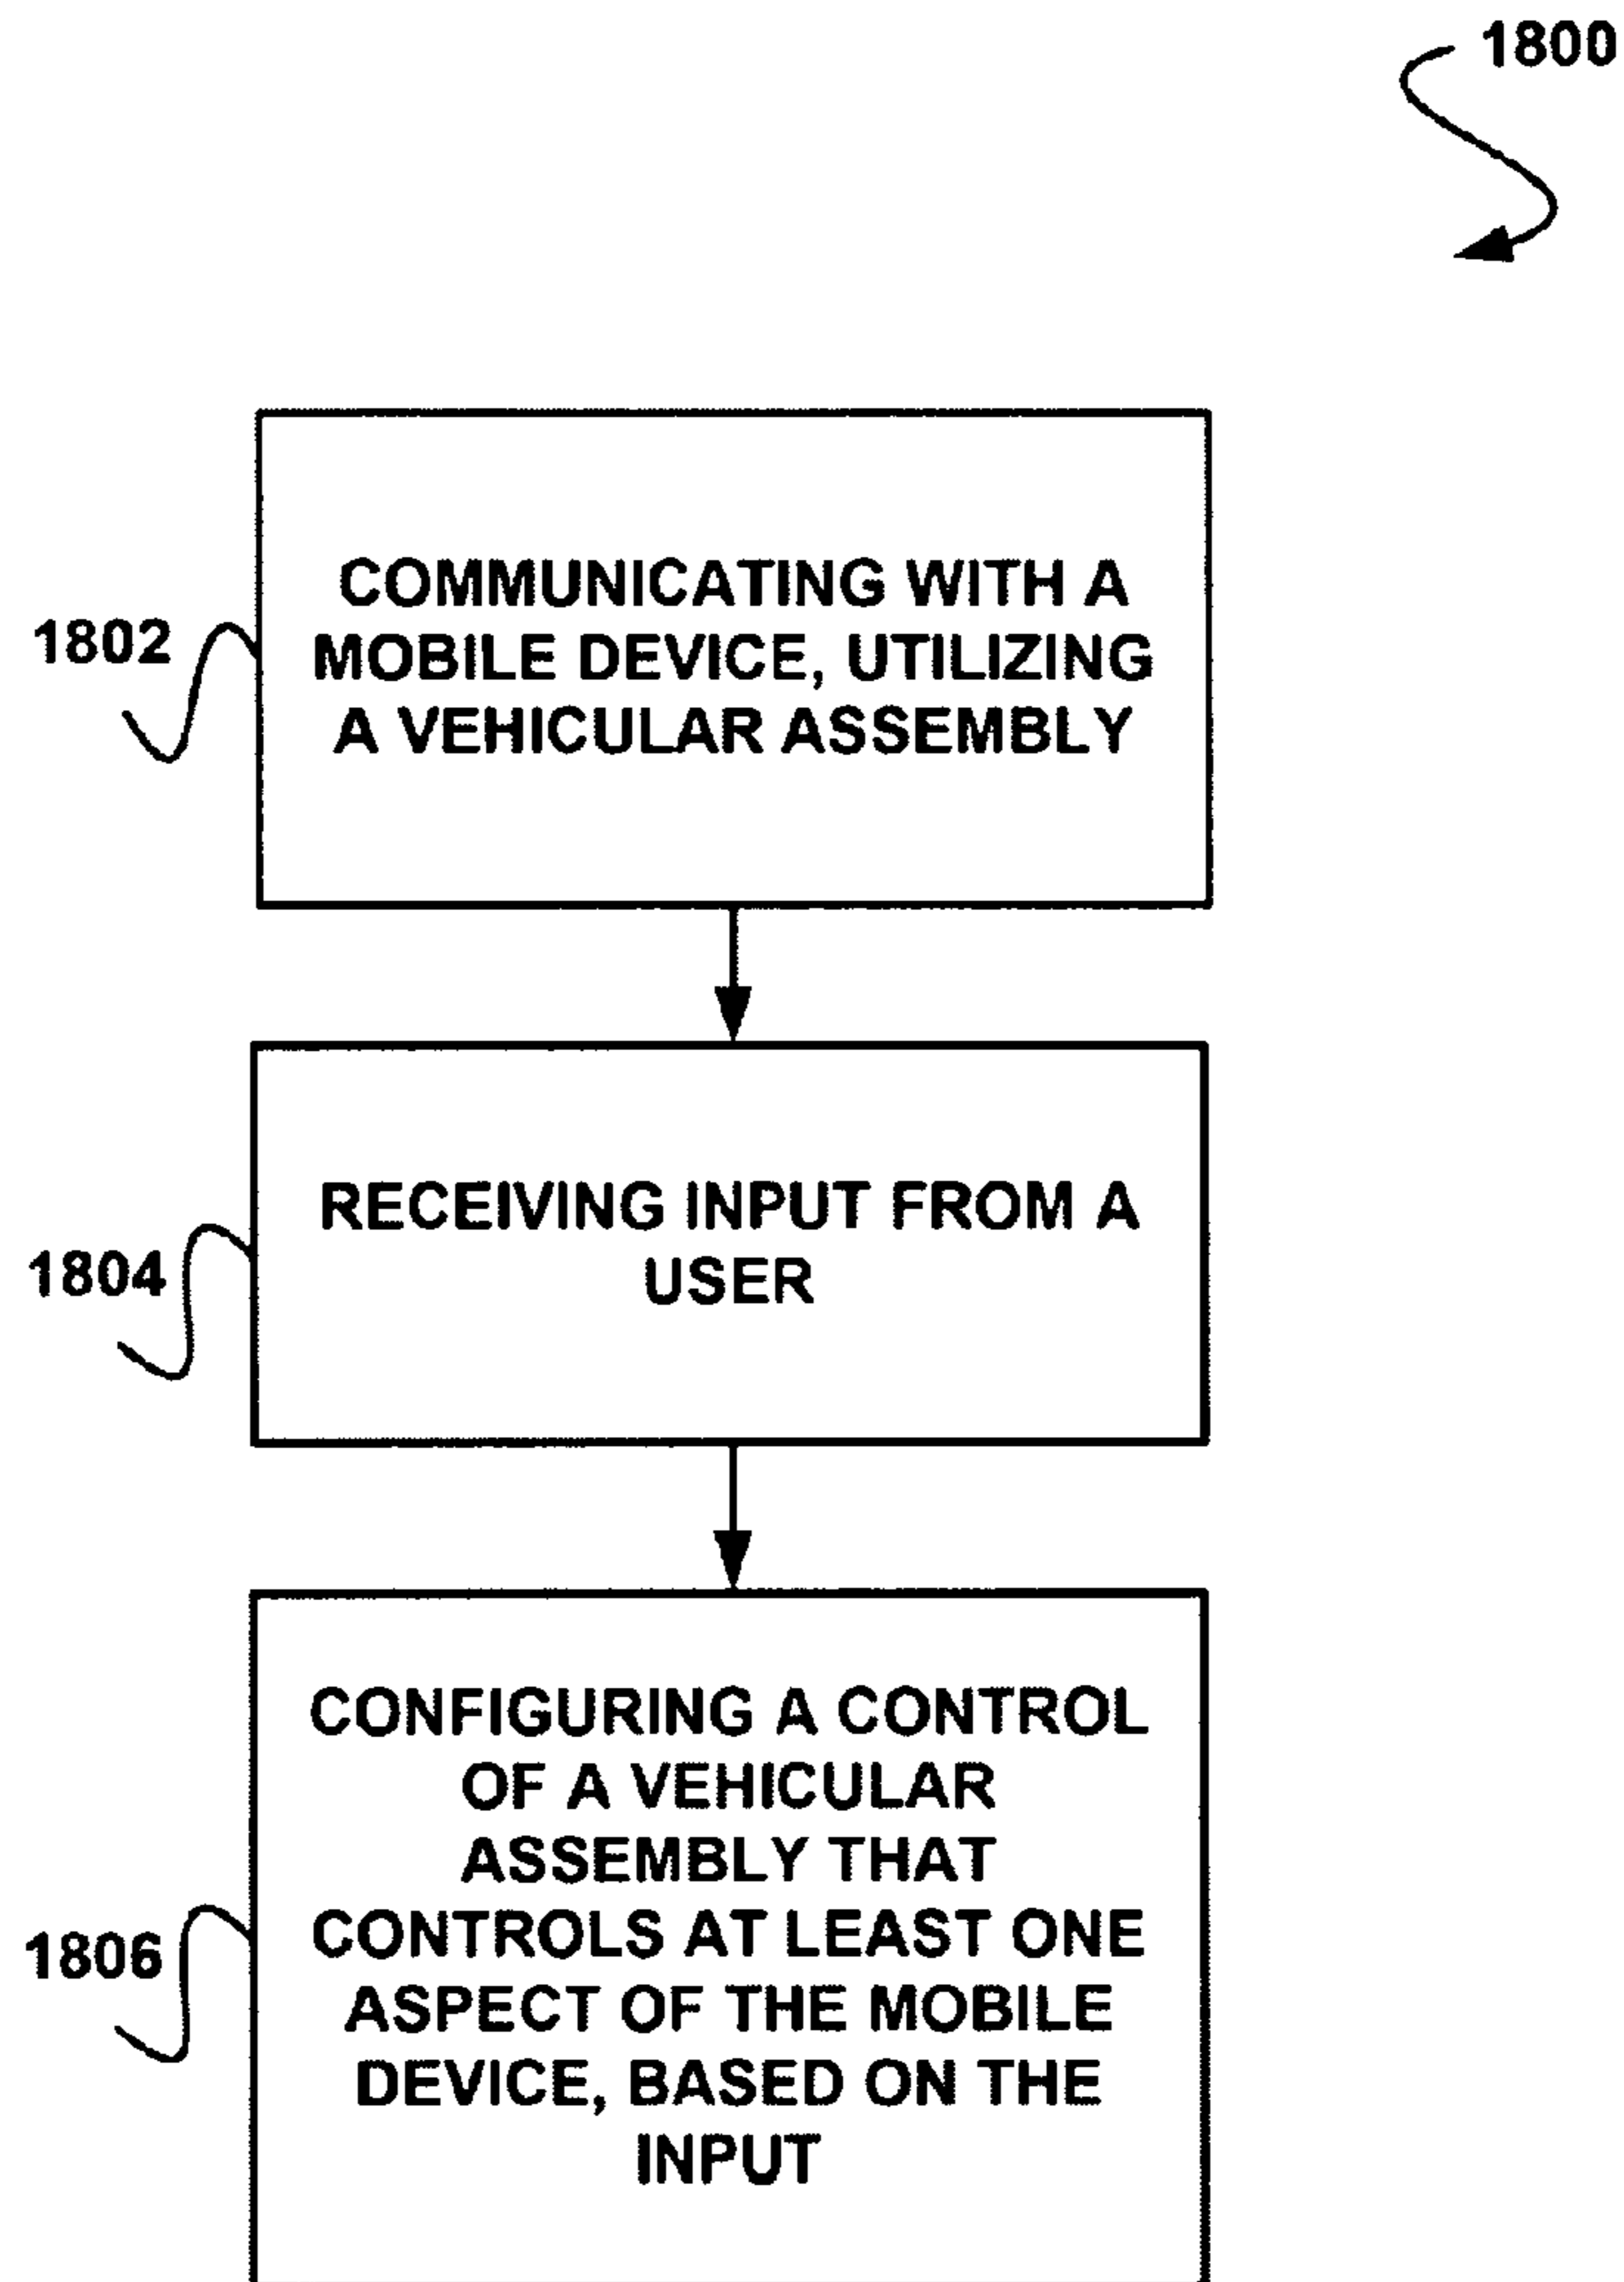 1800
COMMUNICATING WITH A
MOBILE DEVICE, UTILIZING
A VEHICULAR ASSEMBLY
1802
RECEIVING INPUT FROM A
USER
1804
CONFIGURING A CONTROL
OF A VEHICULAR
ASSEMBLY THAT
CONTROLS AT LEAST ONE
ASPECT OF THE MOBILE
DEVICE, BASED ON THE
INPUT
1806